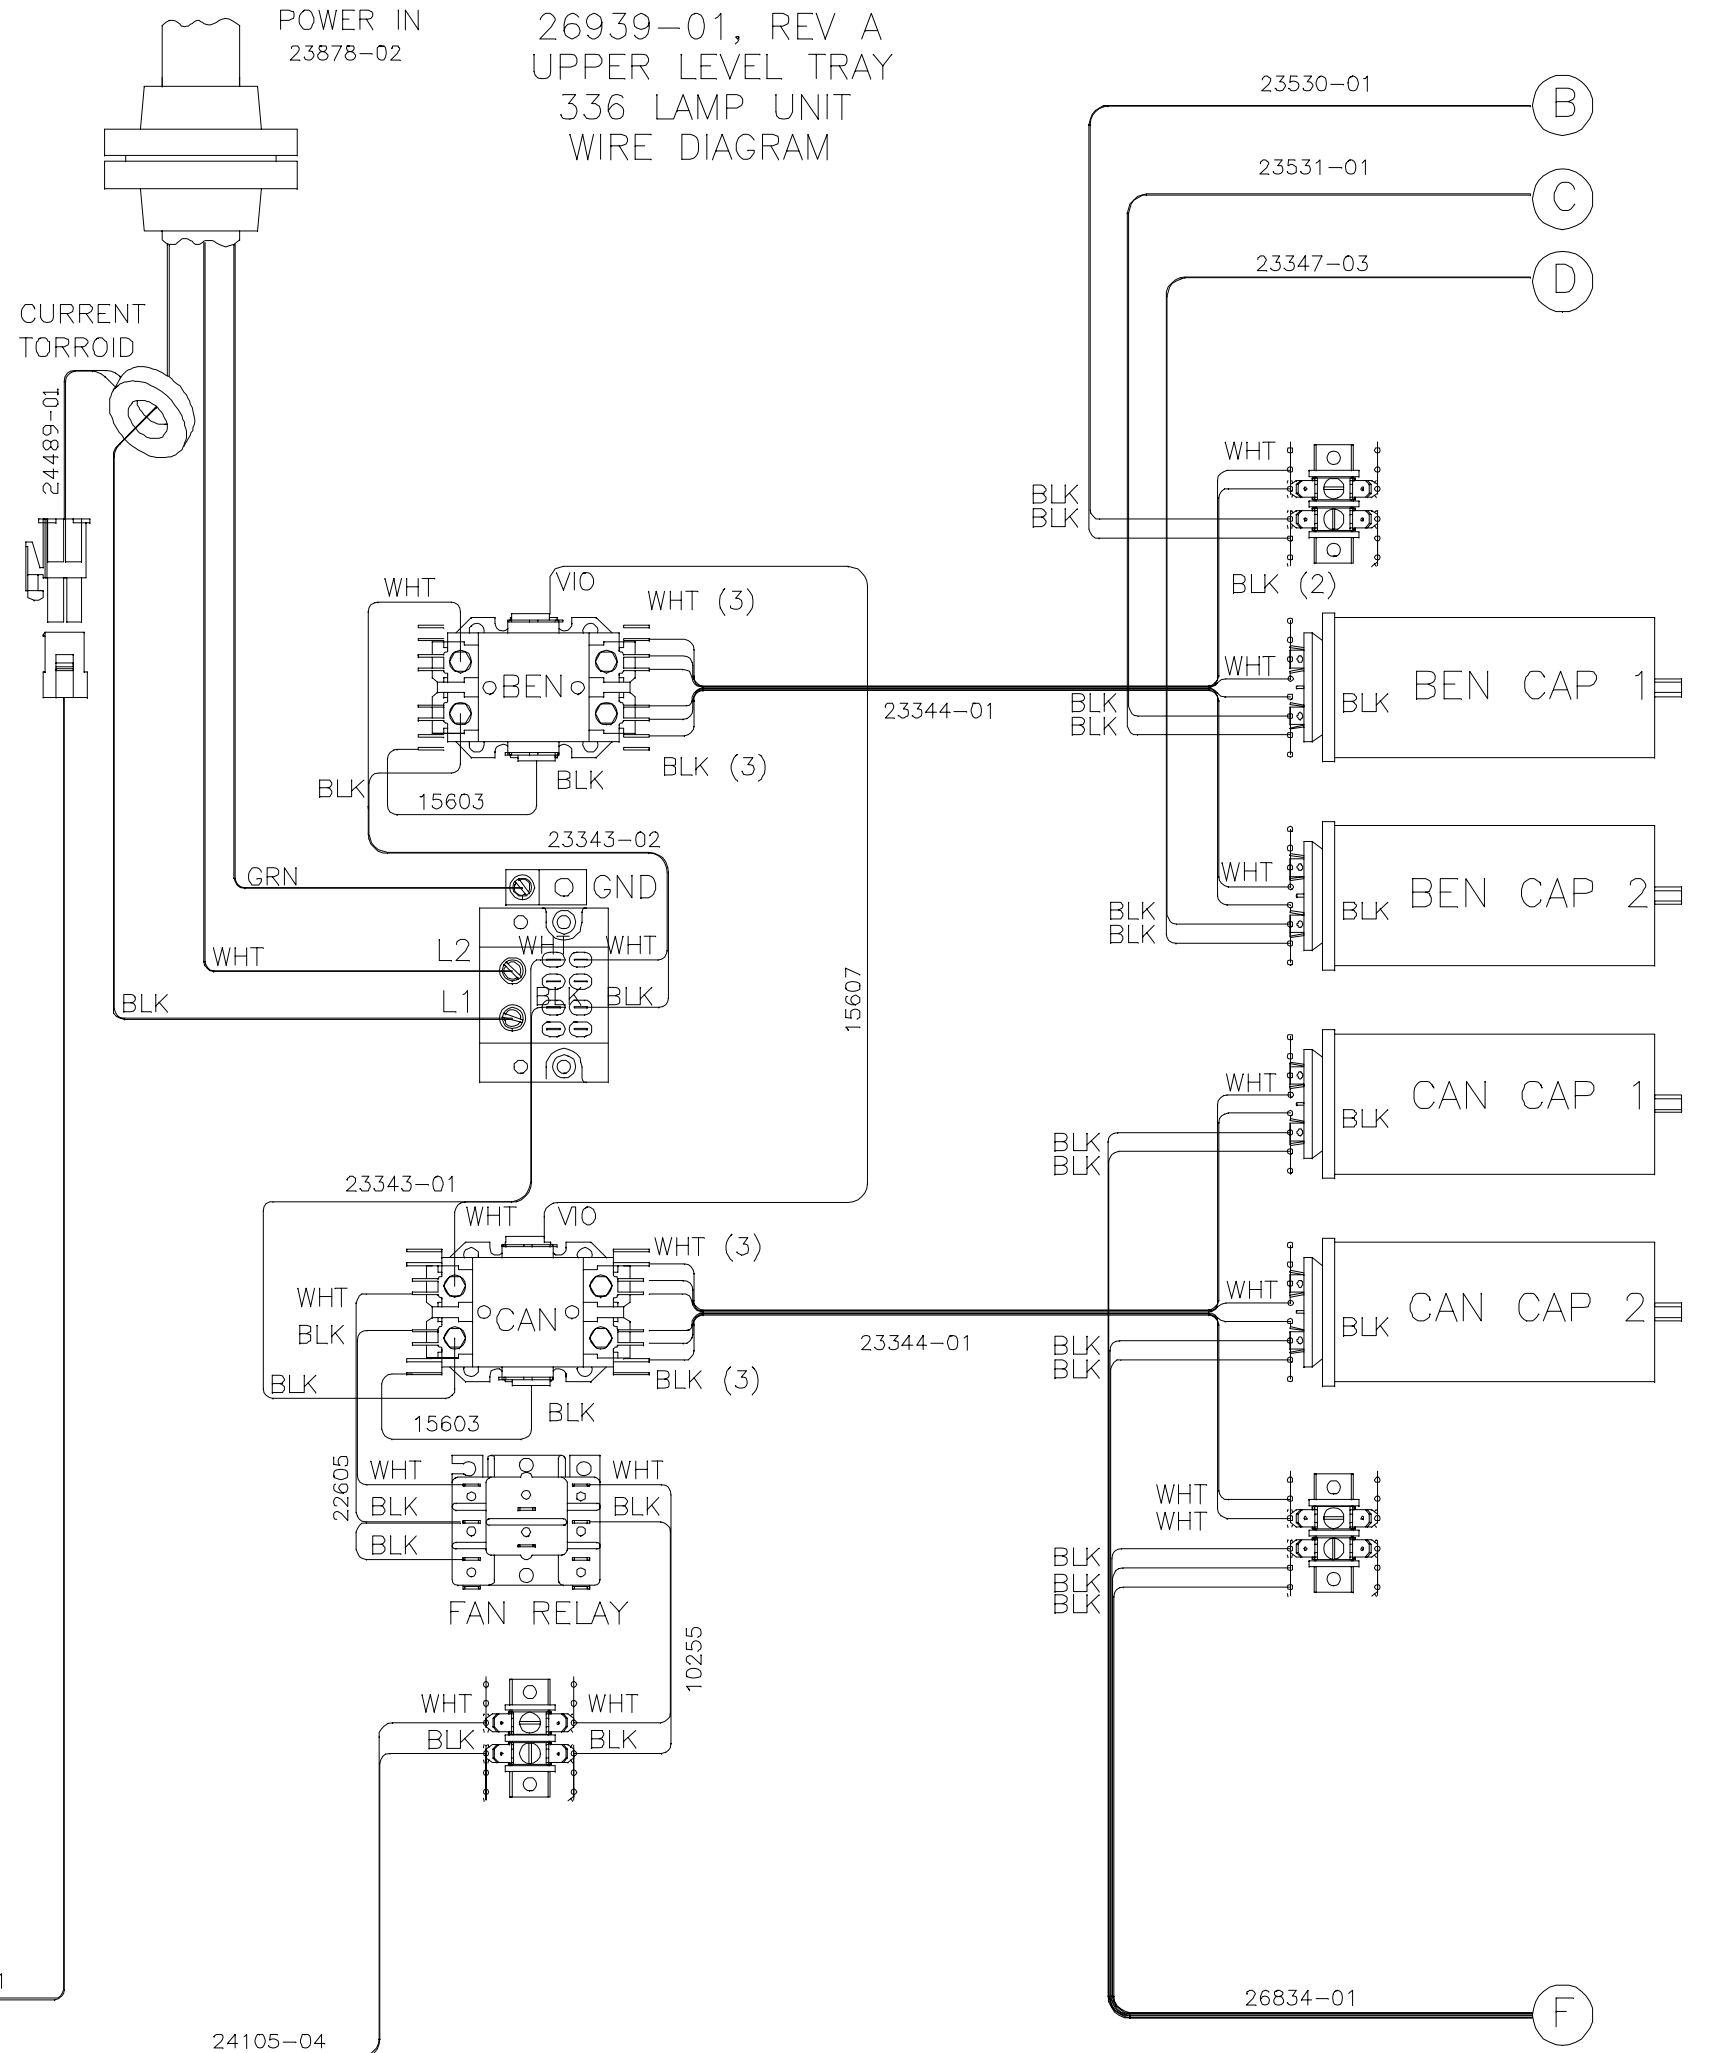 POWER IN
23878-02
26939-01, REV A
UPPER LEVEL TRAY
336 LAMP UNIT
WIRE DIAGRAM
23530-01
B
23531-01
C
23347-03
D
CURRENT
TORROID
24489-01
WHT
BLK
BLK
BLK (2)
WHT
VIO
WHT (3)
BEN
BLK (3)
BLK
BLK
15603
23344-01
WHT
BLK
BLK
BLK
BEN CAP 1
23343-02
GRN
GND
WHT
BLK
BLK
BLK
BEN CAP 2
WHT
L2
WHT
WHT
BLK
L1
BLK
BLK
15607
WHT
BLK
BLK
BLK
CAN CAP 1
23343-01
WHT
VIO
WHT (3)
WHT
BLK
CAN
BLK
BLK (3)
15603
BLK
23344-01
WHT
BLK
BLK
BLK
CAN CAP 2
22605
WHT
BLK
BLK
WHT
BLK
FAN RELAY
10255
WHT
WHT
BLK
BLK
BLK
WHT
WHT
BLK
BLK
1
24105-04
26834-01
F